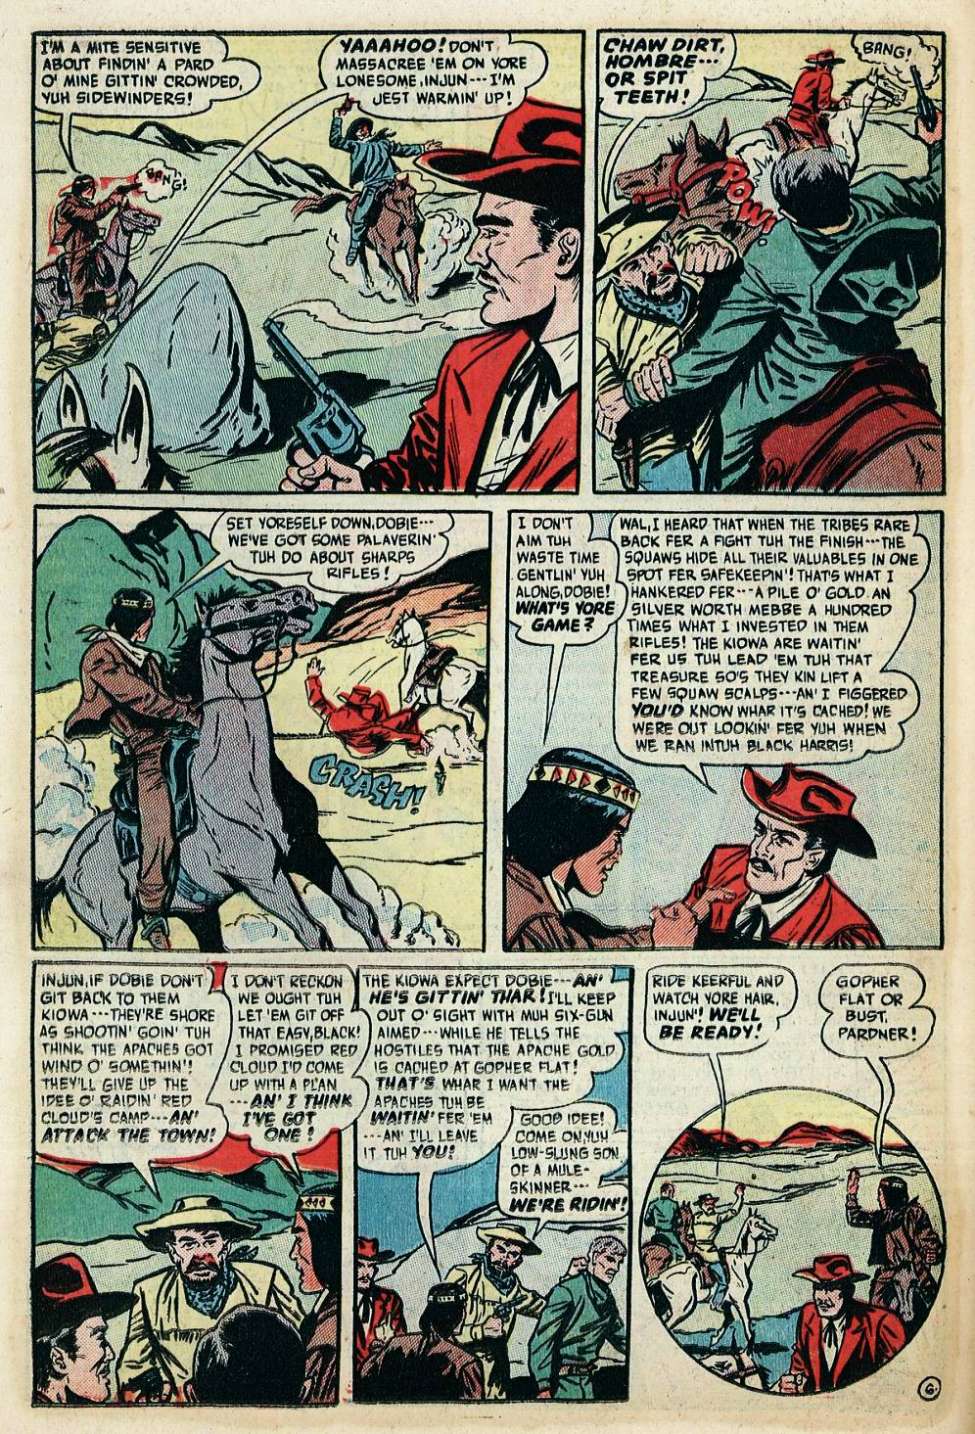 I'M A MITE SENSITIVE
ABOUT FINDIN' A PARD
O' MINE GITTIN' CROWDED,
YUH SIDEWINDERS!
YAAAHOO! DON'T
MASSACREE 'EM ON YORE
LONESOME, INJUN---I'M
JEST WARMIN' UP!
BANG!
CHAW DIRT,
HOMBRE---
OR SPIT
TEETH!
BANG!
POW!
SET YORESELF DOWN, DOBIE---
WE'VE GOT SOME PALAVERIN'
TUH DO ABOUT SHARPS
RIFLES!
CRASH!
I DON'T
AIM TUH
WASTE TIME
GENTLIN' YUH
ALONG, DOBIE!
WHAT'S YORE
GAME?
WAL, I HEARD THAT WHEN THE TRIBES RARE
BACK FER A FIGHT TUH THE FINISH---THE
SQUAWS HIDE ALL THEIR VALUABLES IN ONE
SPOT FER SAFEKEEPIN'! THAT'S WHAT I
HANKERED FER---A PILE O' GOLD AN
SILVER WORTH MEBBE A HUNDRED
TIMES WHAT I INVESTED IN THEM
RIFLES! THE KIOWA ARE WAITIN'
FER US TUH LEAD 'EM TUH THAT
TREASURE SO'S THEY KIN LIFT A
FEW SQUAW SCALPS---AN' I FIGGERED
YOU'D KNOW WHAR IT'S CACHED! WE
WERE OUT LOOKIN' FER YUH WHEN
WE RAN INTUH BLACK HARRIS!
INJUN, IF DOBIE DON'T
GIT BACK TO THEM
KIOWA---THEY'RE SHORE
AS SHOOTIN' GOIN' TUH
THINK THE APACHES GOT
WIND O' SOMETHIN'!
THEY'LL GIVE UP THE
IDEE O' RAIDIN' RED
CLOUD'S CAMP---AN'
ATTACK THE TOWN!
I DON'T RECKON
WE OUGHT TUH
LET 'EM GIT OFF
THAT EASY, BLACK!
I PROMISED RED
CLOUD I'D COME
UP WITH A PLAN
---AN' I THINK
I'VE GOT
ONE!
THE KIOWA EXPECT DOBIE---AN'
HE'S GITTIN' THAR! I'LL KEEP
OUT O' SIGHT WITH MUH SIX-GUN
AIMED---WHILE HE TELLS THE
HOSTILES THAT THE APACHE GOLD
IS CACHED AT GOPHER FLAT!
THAT'S WHAR I WANT THE
APACHES TUH BE
WAITIN' FER 'EM
---AN' I'LL LEAVE
IT TUH YOU!
GOOD IDEE!
COME ON, YUH
LOW-SLUNG SON
OF A MULE-
SKINNER---
WE'RE RIDIN'!
RIDE KEERFUL AND
WATCH YORE HAIR,
INJUN! WE'LL
BE READY!
GOPHER
FLAT OR
BUST,
PARDNER!
6